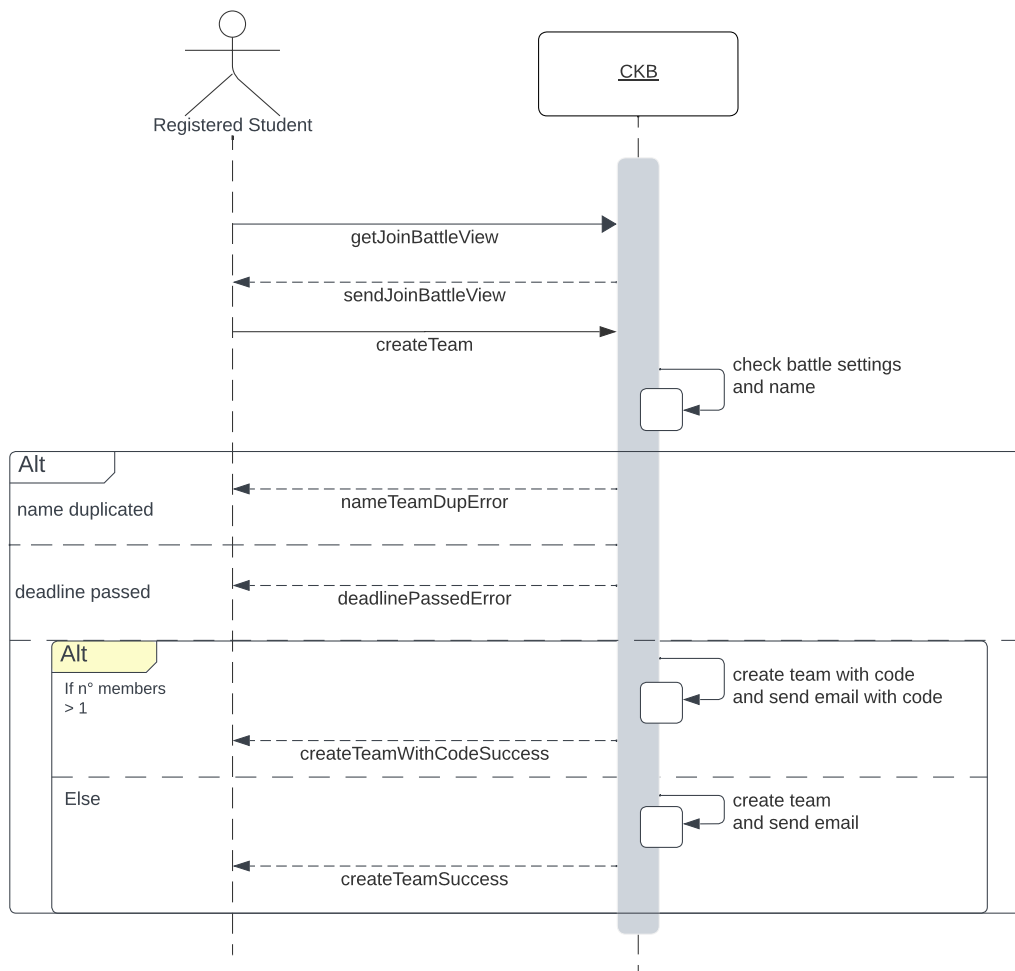 CKB
Registered Student
getJoinBattleView
sendJoinBattleView
createTeam
check battle settings
and name
Alt
nameTeamDupError
name duplicated
deadline passed
deadlinePassedError
Alt
If n° members
> 1
create team with code
and send email with code
createTeamWithCodeSuccess
Else
create team
and send email
createTeamSuccess